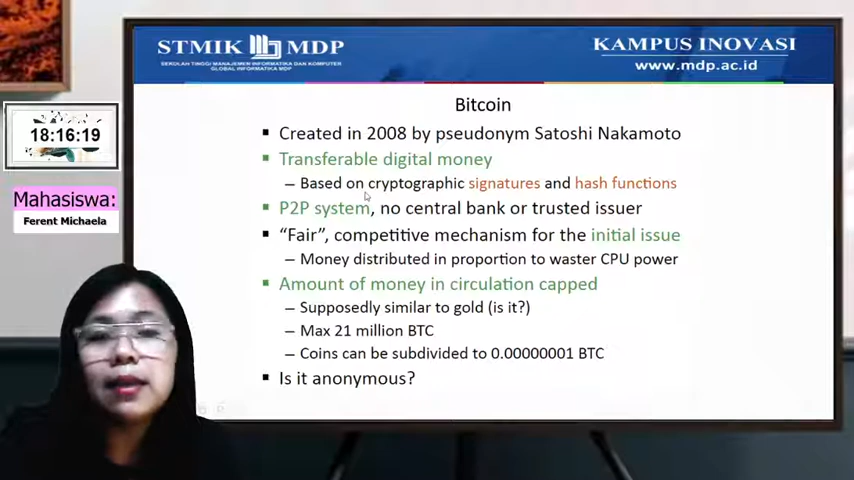 STMIK MDP
SEKOLAH TINGGI MANAJEMEN INFORMATIKA DAN KOMPUTER
GLOBAL INFORMATIKA MDP
KAMPUS INOVASI
www.mdp.ac.id
18:16:19
Mahasiswa:
Ferent Michaela
Bitcoin
▪ Created in 2008 by pseudonym Satoshi Nakamoto
▪ Transferable digital money
– Based on cryptographic signatures and hash functions
▪ P2P system, no central bank or trusted issuer
▪ “Fair”, competitive mechanism for the initial issue
– Money distributed in proportion to waster CPU power
▪ Amount of money in circulation capped
– Supposedly similar to gold (is it?)
– Max 21 million BTC
– Coins can be subdivided to 0.00000001 BTC
▪ Is it anonymous?